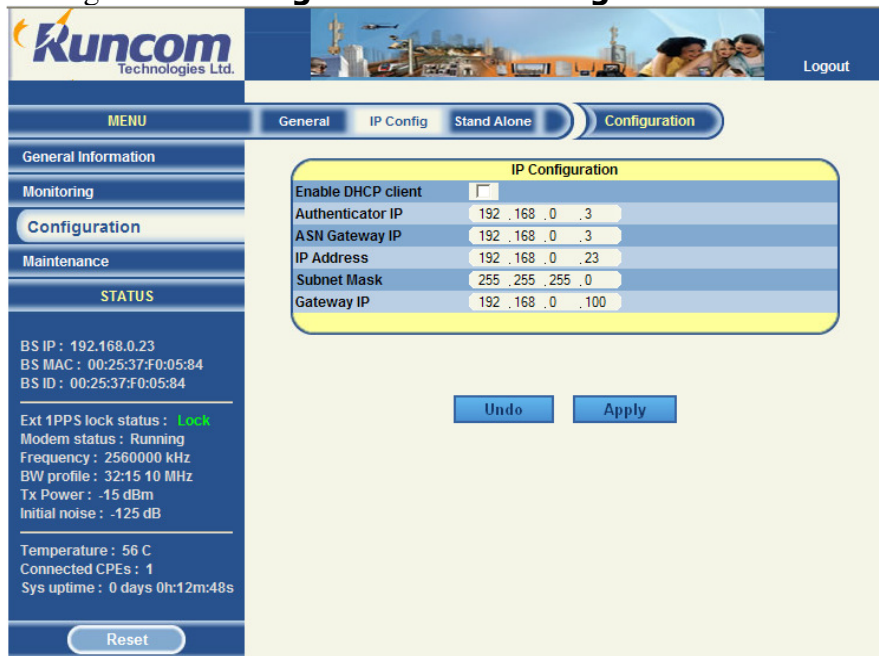 Runcom
Technologies Ltd.
Logout
MENU
General Information
Monitoring
Configuration
Maintenance
STATUS
BS IP : 192.168.0.23
BS MAC : 00:25:37:F0:05:84
BS ID : 00:25:37:F0:05:84
Ext 1PPS lock status : Lock
Modem status : Running
Frequency : 2560000 kHz
BW profile : 32:15 10 MHz
Tx Power : -15 dBm
Initial noise : -125 dB
Temperature : 56 C
Connected CPEs : 1
Sys uptime : 0 days 0h:12m:48s
Reset
General IP Config Stand Alone Configuration
IP Configuration
Enable DHCP client
Authenticator IP 192 .168 .0 .3
ASN Gateway IP 192 .168 .0 .3
IP Address 192 .168 .0 .23
Subnet Mask 255 .255 .255 .0
Gateway IP 192 .168 .0 .100
Undo Apply